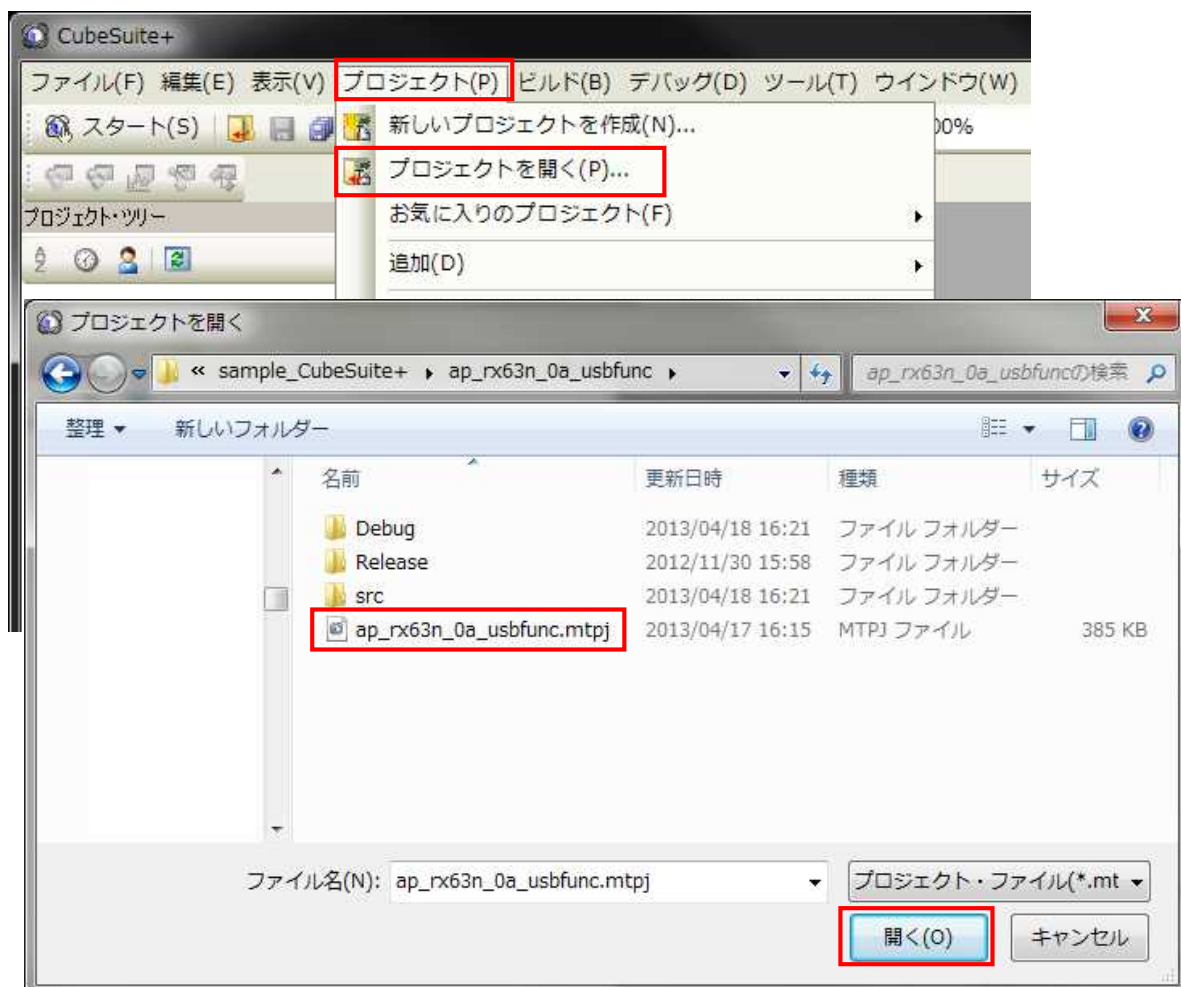 CubeSuite+
ファイル(F) 編集(E) 表示(V) プロジェクト(P) ビルド(B) デバッグ(D) ツール(T) ウインドウ(W)
スタート(S) 新しいプロジェクトを作成(N)... 00%
プロジェクトを開く(P)...
プロジェクト・ツリー お気に入りのプロジェクト(F)
追加(D)
プロジェクトを開く
« sample_CubeSuite+ ap_rx63n_0a_usbfunc ap_rx63n_0a_usbfuncの検索
整理 新しいフォルダー
名前 更新日時 種類 サイズ
Debug 2013/04/18 16:21 ファイル フォルダー
Release 2012/11/30 15:58 ファイル フォルダー
src 2013/04/18 16:21 ファイル フォルダー
ap_rx63n_0a_usbfunc.mtpj 2013/04/17 16:15 MTPJ ファイル 385 KB
ファイル名(N): ap_rx63n_0a_usbfunc.mtpj プロジェクト・ファイル(*.mt
開く(O) キャンセル